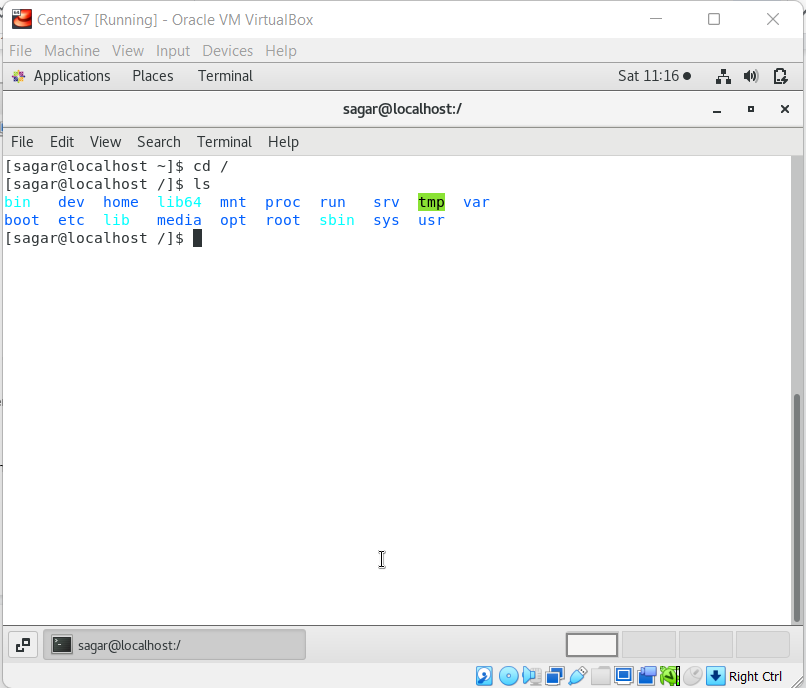 Centos7 [Running] - Oracle VM VirtualBox
File Machine View Input Devices Help
Applications Places Terminal Sat 11:16
sagar@localhost:/
File Edit View Search Terminal Help
[sagar@localhost ~]$ cd /
[sagar@localhost /]$ ls
bin dev home lib64 mnt proc run srv tmp var
boot etc lib media opt root sbin sys usr
[sagar@localhost /]$
sagar@localhost:/
Right Ctrl